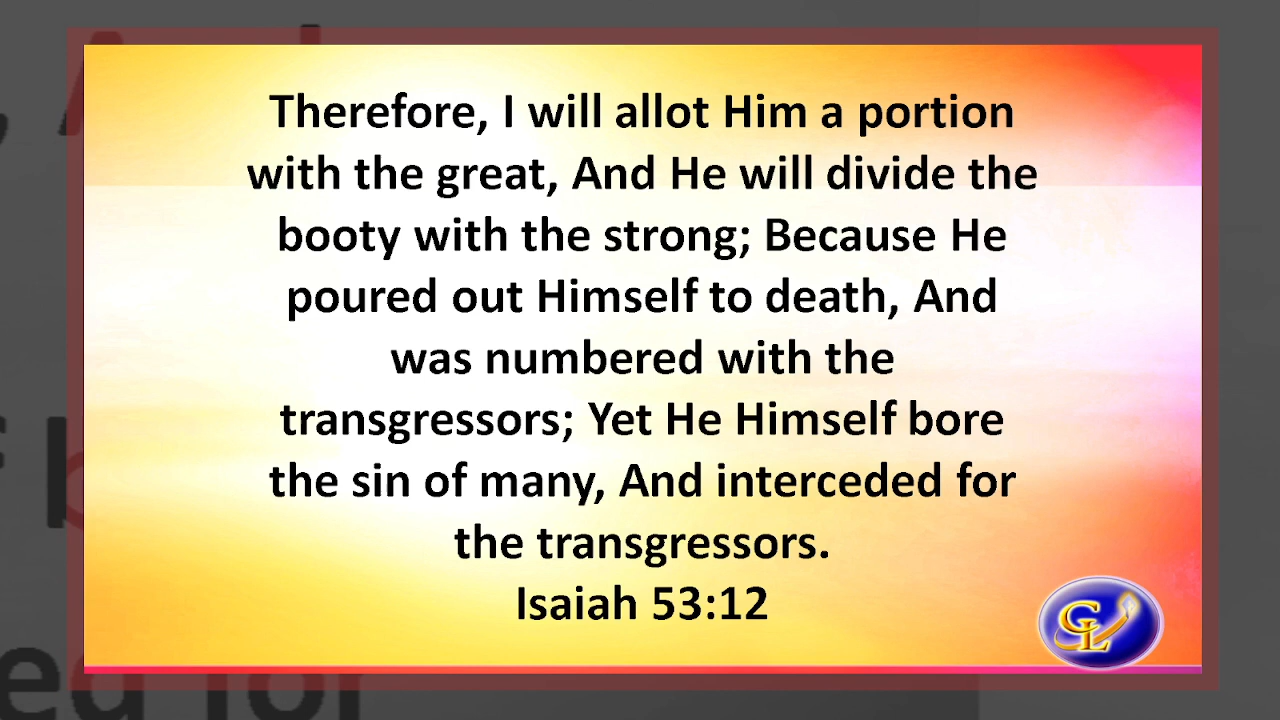 Therefore, I will allot Him a portion
with the great, And He will divide the
booty with the strong; Because He
poured out Himself to death, And
was numbered with the
transgressors; Yet He Himself bore
the sin of many, And interceded for
the transgressors.
Isaiah 53:12
GL